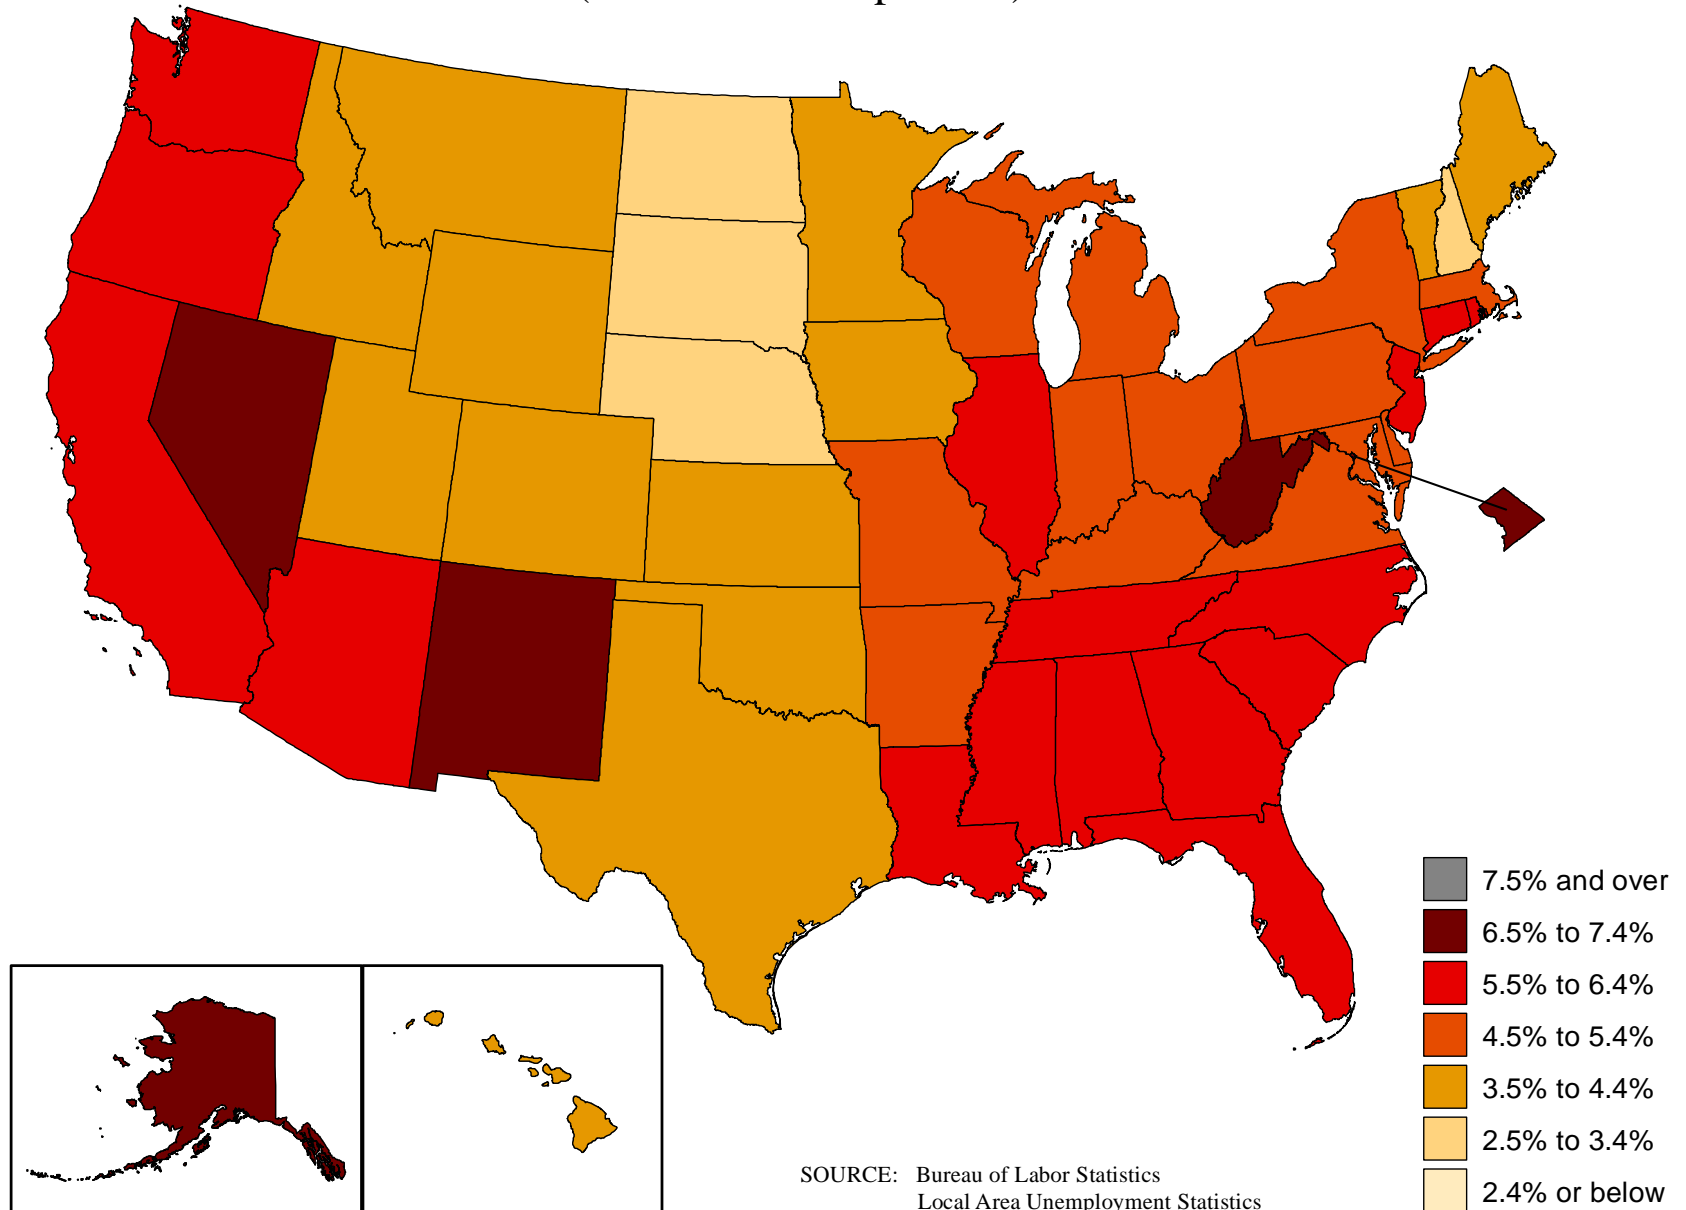 7.5% and over
6.5% to 7.4%
5.5% to 6.4%
4.5% to 5.4%
3.5% to 4.4%
2.5% to 3.4%
2.4% or below
SOURCE: Bureau of Labor Statistics
Local Area Unemployment Statistics